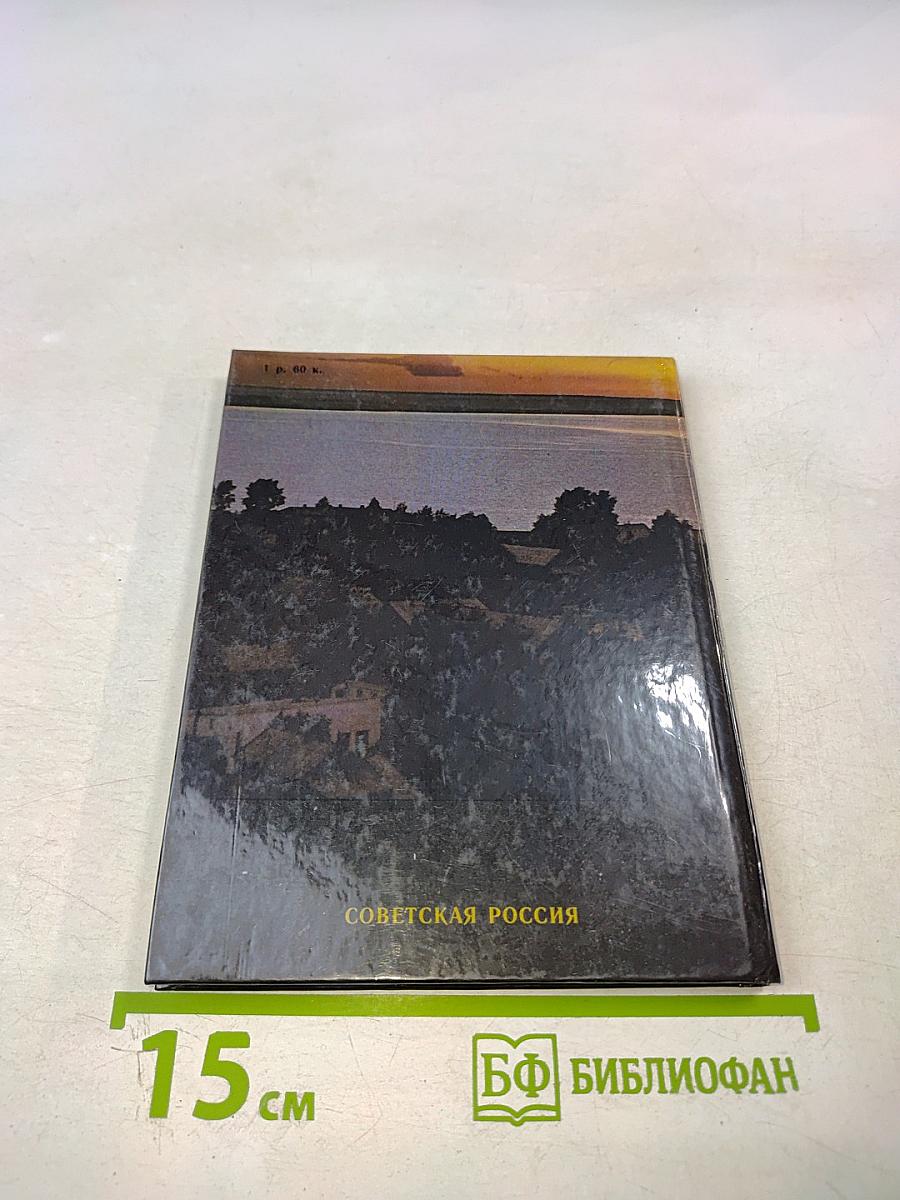 1 р. 60 к.
СОВЕТСКАЯ РОССИЯ
15 см
БФ БИБЛИОФАН